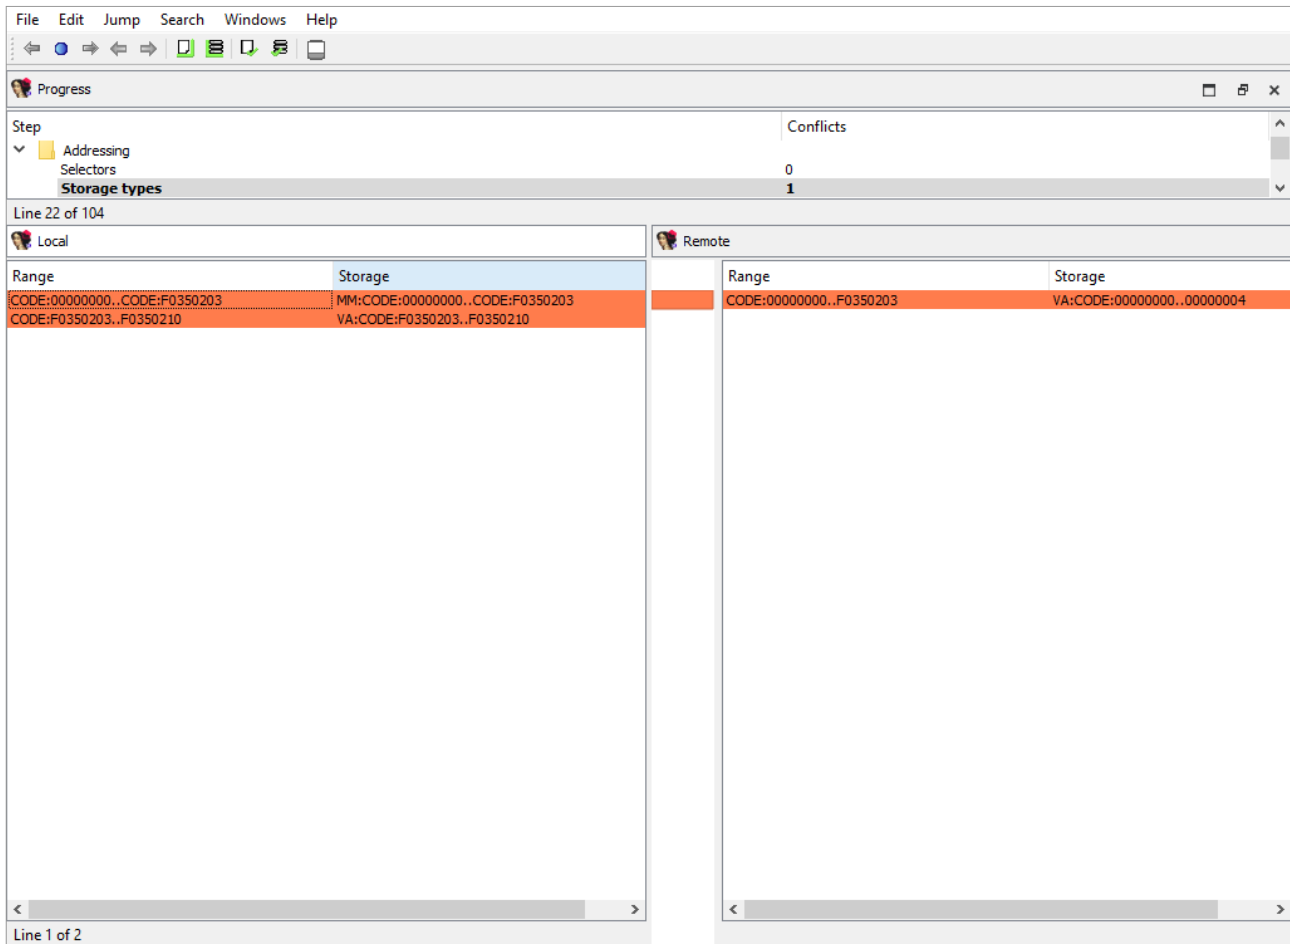 File Edit Jump Search Windows Help
Progress
Step Conflicts
Addressing
Selectors 0
Storage types 1
Line 22 of 104
Local Remote
Range Storage Range Storage
CODE:00000000..CODE:F0350203 MM:CODE:00000000..CODE:F0350203 CODE:00000000..F0350203 VA:CODE:00000000..00000004
CODE:F0350203..F0350210 VA:CODE:F0350203..F0350210
Line 1 of 2